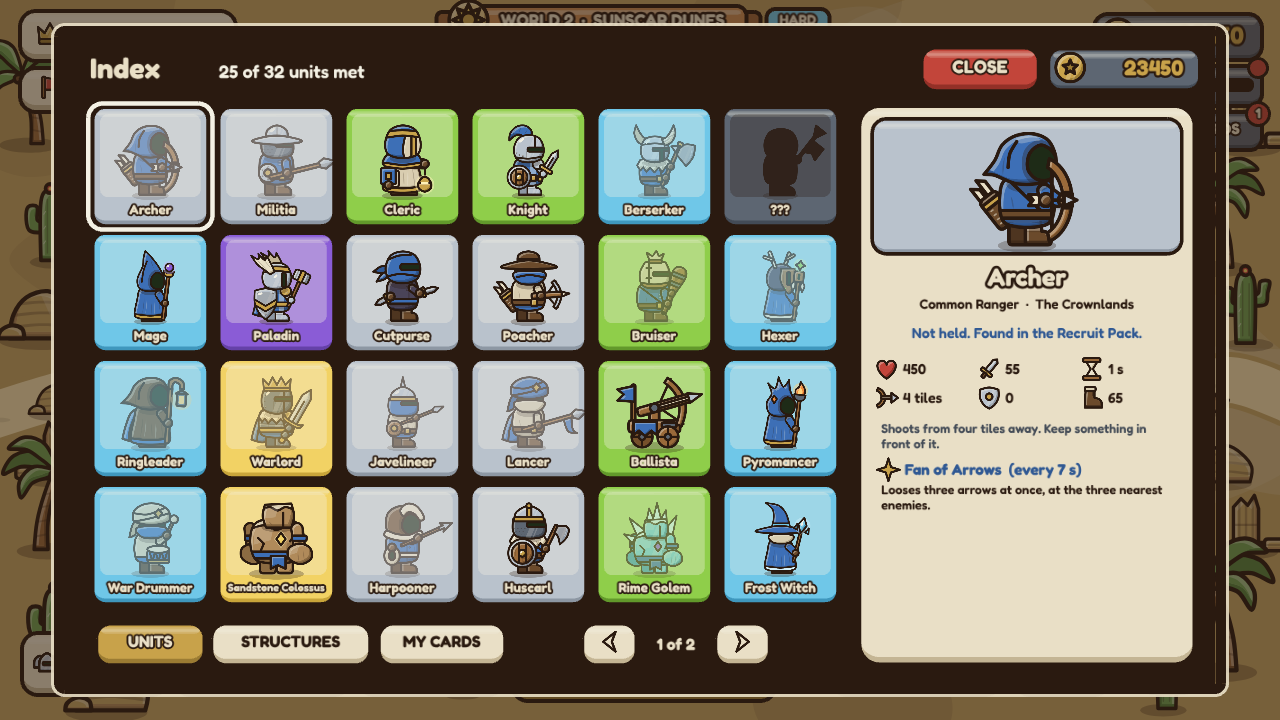 WORLD 2 · SUNSCAR DUNES
HARD
Index
25 of 32 units met
CLOSE
23450
Archer
Militia
Cleric
Knight
Berserker
???
Mage
Paladin
Cutpurse
Poacher
Bruiser
Hexer
Ringleader
Warlord
Javelineer
Lancer
Ballista
Pyromancer
War Drummer
Sandstone Colossus
Harpooner
Huscarl
Rime Golem
Frost Witch
UNITS
STRUCTURES
MY CARDS
1 of 2
Archer
Common Ranger · The Crownlands
Not held. Found in the Recruit Pack.
450
55
1 s
4 tiles
0
65
Shoots from four tiles away. Keep something in
front of it.
Fan of Arrows (every 7 s)
Looses three arrows at once, at the three nearest
enemies.
1